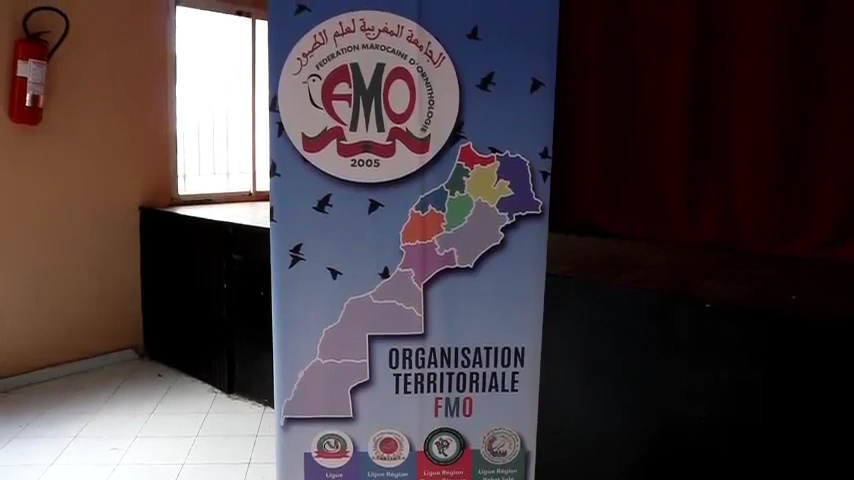 الجامعة المغربية لعلم الطيور
FEDERATION MAROCAINE D'ORNITHOLOGIE
FMO
2005
ORGANISATION
TERRITORIALE
FMO
Ligue
Ligue Région
Ligue Région
Ligue Région